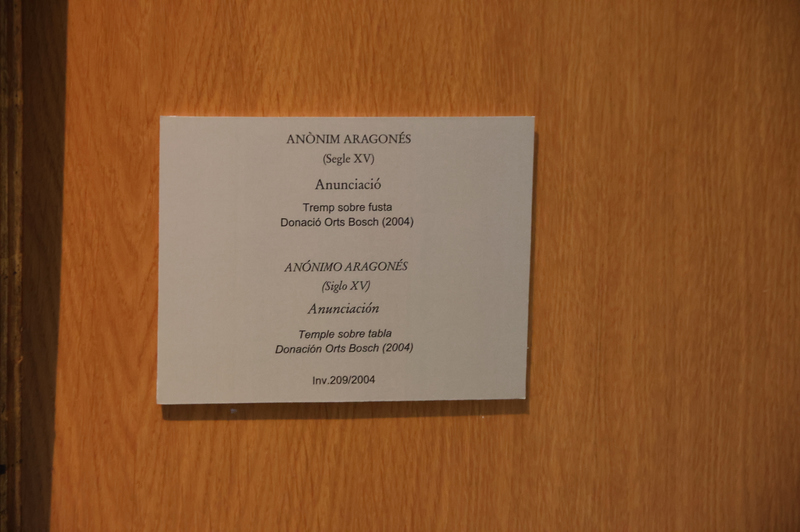 ANÒNIM ARAGONÉS
(Segle XV)
Anunciació
Tremp sobre fusta
Donació Orts Bosch (2004)
ANÓNIMO ARAGONÉS
(Siglo XV)
Anunciación
Temple sobre tabla
Donación Orts Bosch (2004)
Inv.209/2004